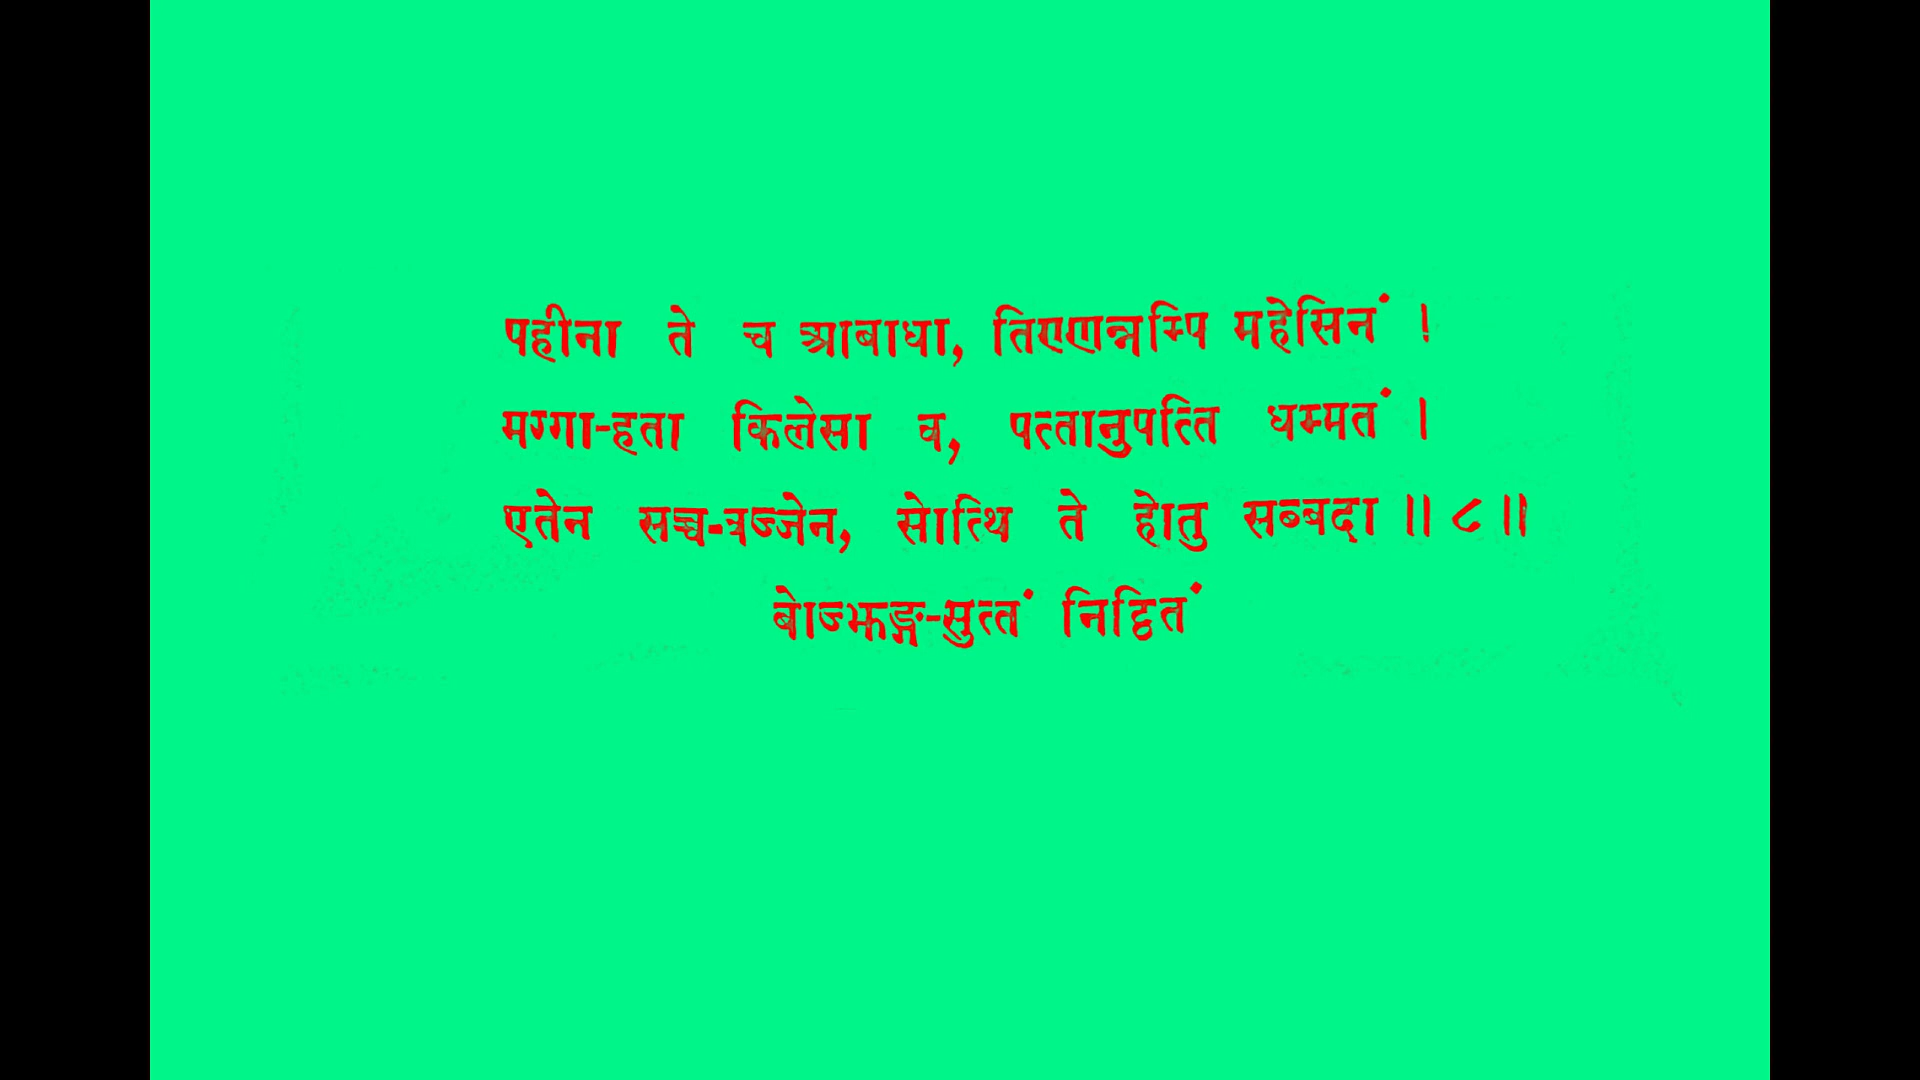 पहीना ते च आबाधा, तिण्णन्नम्पि महेसिनं ।
मग्गा-हता किलेसा व, पत्तानुपत्ति धम्मतं ।
एतेन सच्च-वज्जेन, सोत्थि ते होतु सब्बदा ॥ ८ ॥
बोज्झङ्ग-सुत्तं निट्ठितं